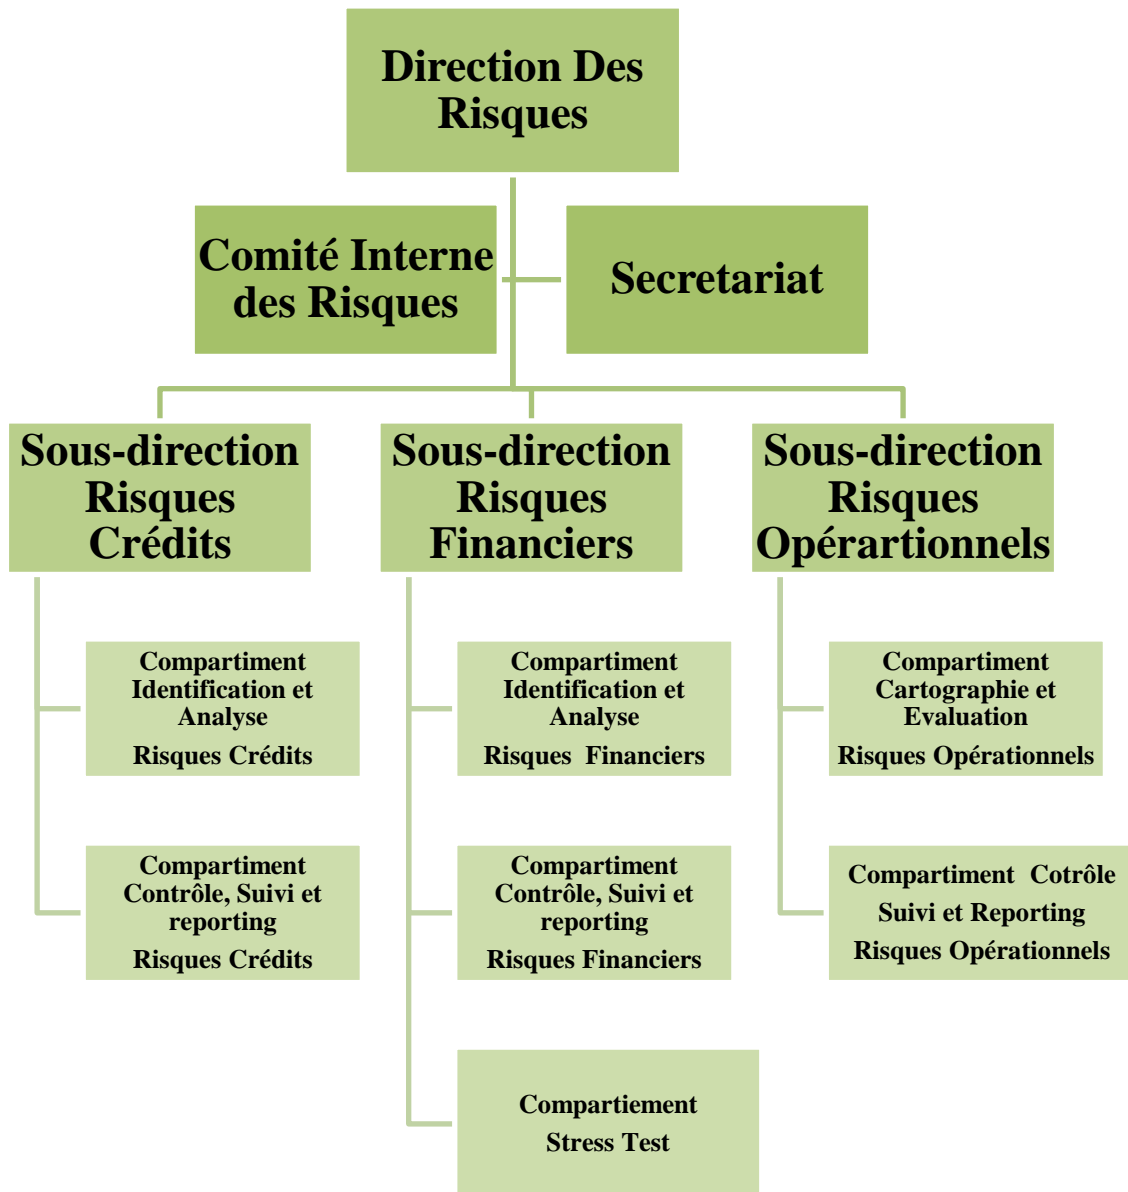 Direction Des
Risques
Comité Interne
des Risques
Secretariat
Sous-direction
Risques
Crédits
Sous-direction
Risques
Financiers
Sous-direction
Risques
Opérartionnels
Compartiment
Identification et
Analyse
Risques Crédits
Compartiment
Identification et
Analyse
Risques Financiers
Compartiment
Cartographie et
Evaluation
Risques Opérationnels
Compartiment
Contrôle, Suivi et
reporting
Risques Crédits
Compartiment
Contrôle, Suivi et
reporting
Risques Financiers
Compartiment Cotrôle
Suivi et Reporting
Risques Opérationnels
Compartiement
Stress Test